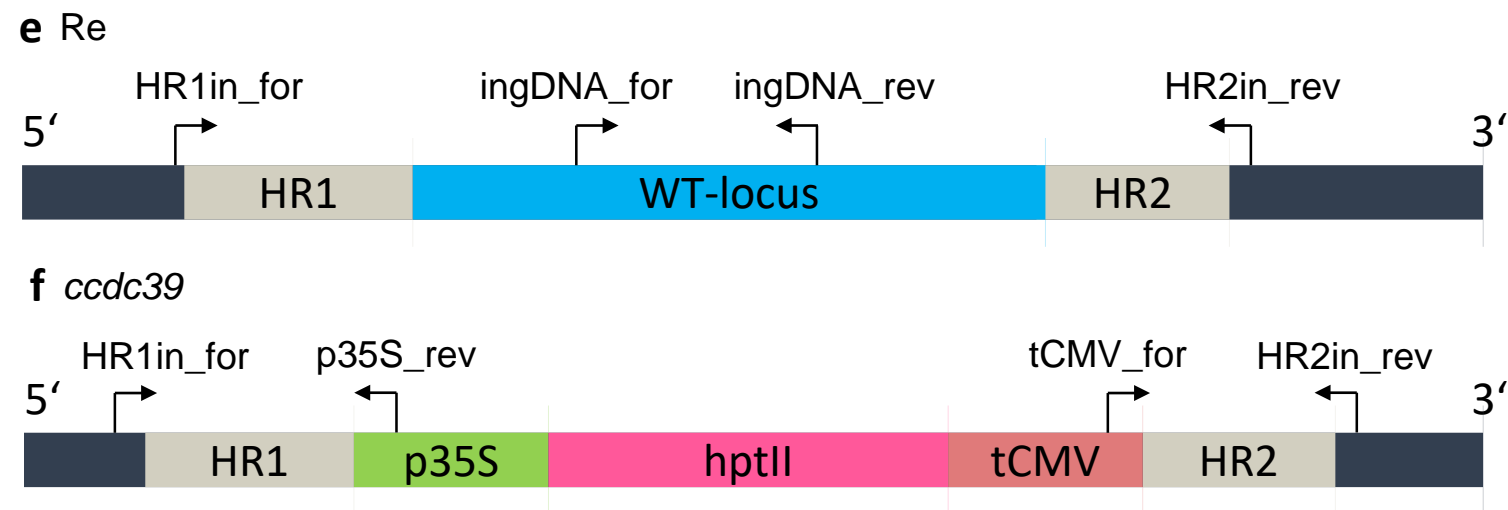 e Re
HR1in_for ingDNA_for ingDNA_rev HR2in_rev
5‘ 3‘
HR1 WT-locus HR2
f ccdc39
HR1in_for p35S_rev tCMV_for HR2in_rev
5‘ 3‘
HR1 p35S hptII tCMV HR2